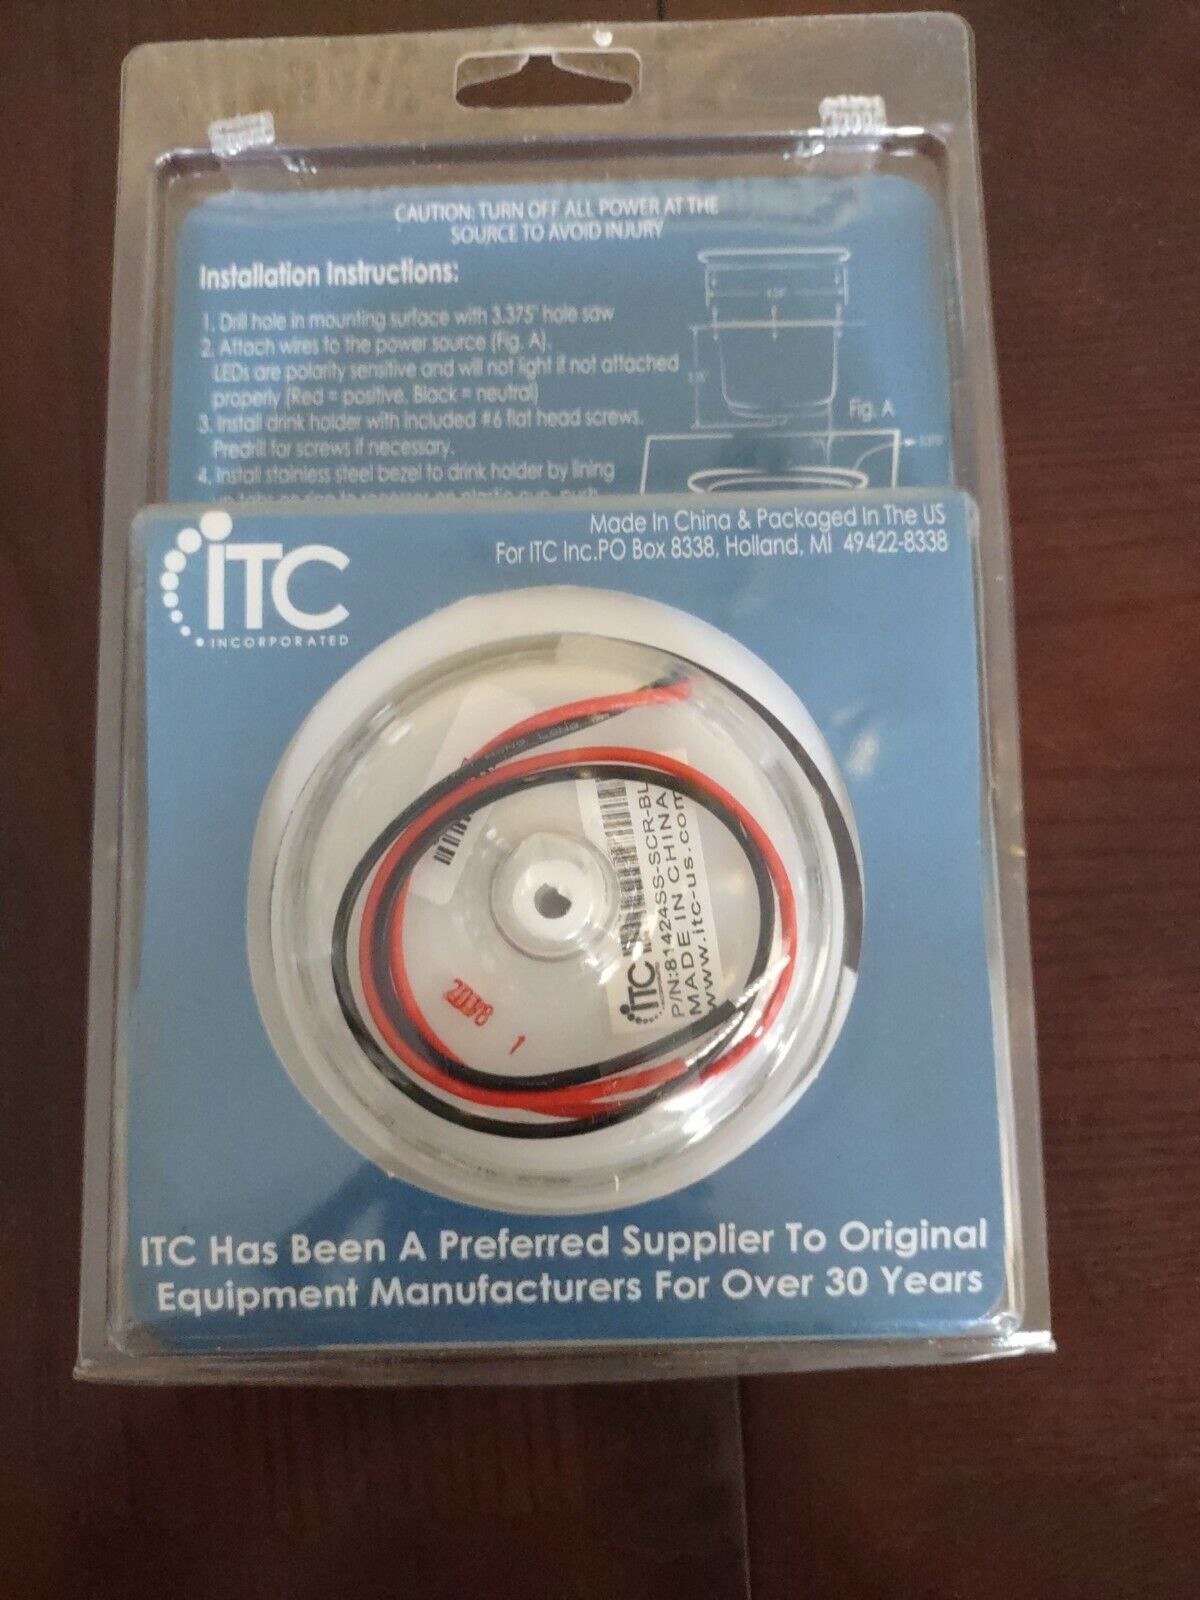 CAUTION: TURN OFF ALL POWER AT THE
SOURCE TO AVOID INJURY
Installation Instructions:
1. Drill hole in mounting surface with 3.375" hole saw
2. Attach wires to the power source (Fig. A).
LEDs are polarity sensitive and will not light if not attached
properly (Red = positive, Black = neutral)
3. Install drink holder with included #6 flat head screws.
Predrill for screws if necessary.
4. Install stainless steel bezel to drink holder by lining
Fig. A
Made In China & Packaged In The US
For ITC Inc.PO Box 8338, Holland, MI 49422-8338
ITC
INCORPORATED
ITC
P/N:81424SS-SCR-BL
MADE IN CHINA
www.itc-us.com
1
ITC Has Been A Preferred Supplier To Original
Equipment Manufacturers For Over 30 Years